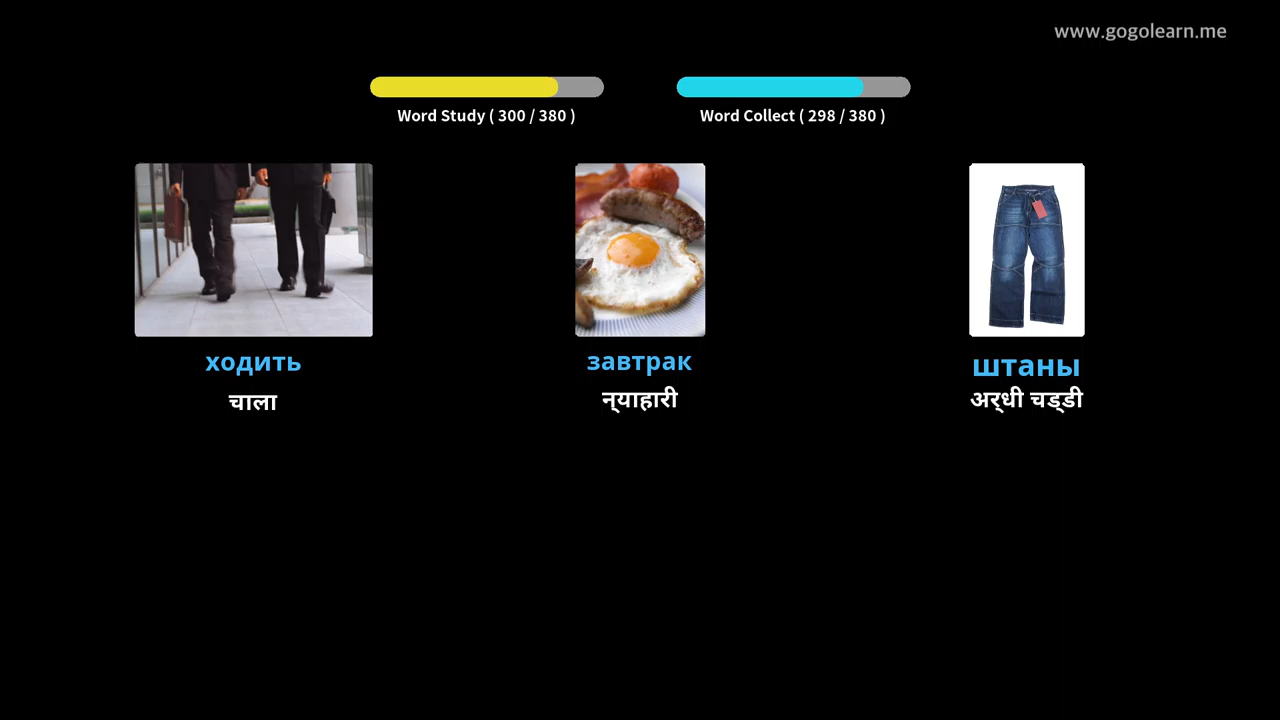 www.gogolearn.me
Word Study ( 300 / 380 )
Word Collect ( 298 / 380 )
ходить
завтрак
штаны
चाला
न्याहारी
अर्धी चड्डी